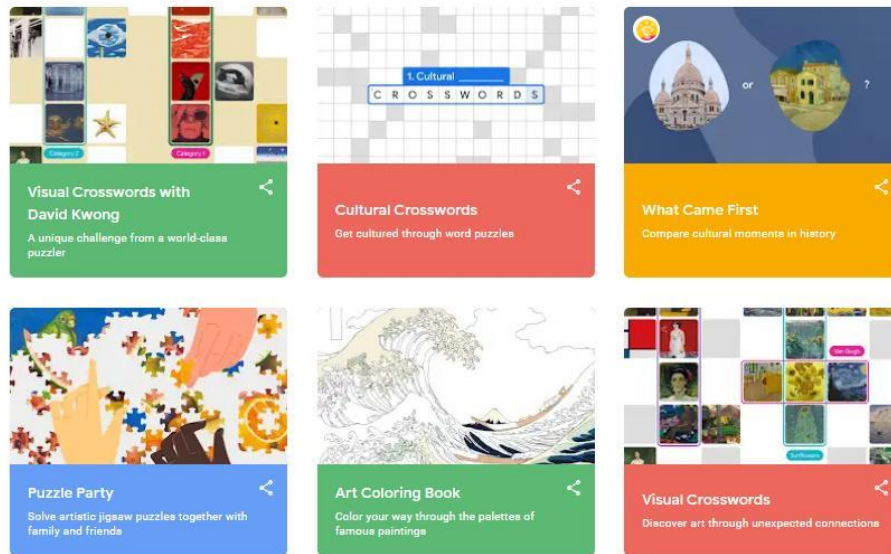 Category 2
Category 1
Visual Crosswords with
David Kwong
A unique challenge from a world-class
puzzler
1. Cultural ________
CROSSWORDS
Cultural Crosswords
Get cultured through word puzzles
or
?
What Came First
Compare cultural moments in history
Puzzle Party
Solve artistic jigsaw puzzles together with
family and friends
Art Coloring Book
Color your way through the palettes of
famous paintings
Van Gogh
Sunflowers
Visual Crosswords
Discover art through unexpected connections